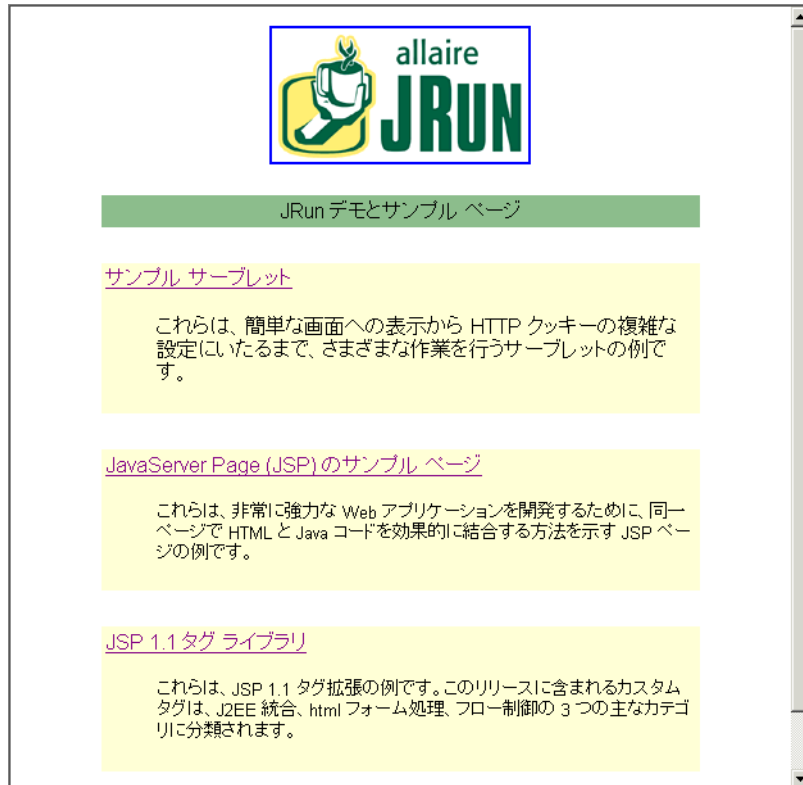 allaire
JRUN
JRun デモとサンプル ページ
サンプル サーブレット
これらは、簡単な画面への表示から HTTP クッキーの複雑な
設定にいたるまで、さまざまな作業を行うサーブレットの例で
す。
JavaServer Page (JSP) のサンプル ページ
これらは、非常に強力な Web アプリケーションを開発するために、同一
ページで HTML と Java コードを効果的に結合する方法を示す JSP ペー
ジの例です。
JSP 1.1 タグ ライブラリ
これらは、JSP 1.1 タグ拡張の例です。このリリースに含まれるカスタム
タグは、J2EE 統合、html フォーム処理、フロー制御の 3 つの主なカテゴ
リに分類されます。